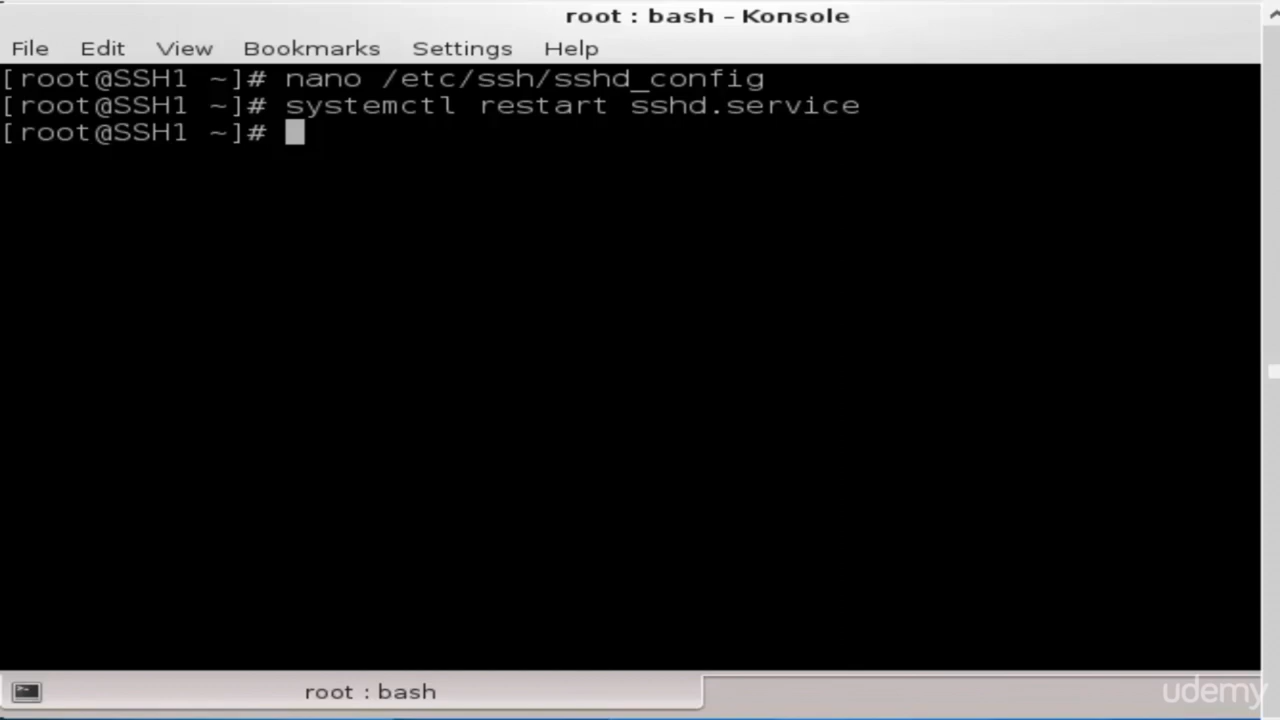 root : bash – Konsole
File Edit View Bookmarks Settings Help
[root@SSH1 ~]# nano /etc/ssh/sshd_config
[root@SSH1 ~]# systemctl restart sshd.service
[root@SSH1 ~]#
root : bash
udemy